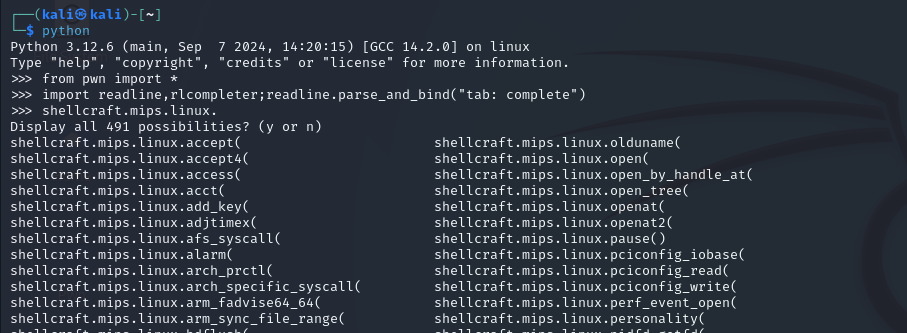 ┌──(kali㉿kali)-[~]
└─$ python
Python 3.12.6 (main, Sep  7 2024, 14:20:15) [GCC 14.2.0] on linux
Type "help", "copyright", "credits" or "license" for more information.
>>> from pwn import *
>>> import readline,rlcompleter;readline.parse_and_bind("tab: complete")
>>> shellcraft.mips.linux.
Display all 491 possibilities? (y or n)
shellcraft.mips.linux.accept(                        shellcraft.mips.linux.olduname(
shellcraft.mips.linux.accept4(                       shellcraft.mips.linux.open(
shellcraft.mips.linux.access(                        shellcraft.mips.linux.open_by_handle_at(
shellcraft.mips.linux.acct(                          shellcraft.mips.linux.open_tree(
shellcraft.mips.linux.add_key(                       shellcraft.mips.linux.openat(
shellcraft.mips.linux.adjtimex(                      shellcraft.mips.linux.openat2(
shellcraft.mips.linux.afs_syscall(                   shellcraft.mips.linux.pause()
shellcraft.mips.linux.alarm(                         shellcraft.mips.linux.pciconfig_iobase(
shellcraft.mips.linux.arch_prctl(                    shellcraft.mips.linux.pciconfig_read(
shellcraft.mips.linux.arch_specific_syscall(         shellcraft.mips.linux.pciconfig_write(
shellcraft.mips.linux.arm_fadvise64_64(              shellcraft.mips.linux.perf_event_open(
shellcraft.mips.linux.arm_sync_file_range(           shellcraft.mips.linux.personality(